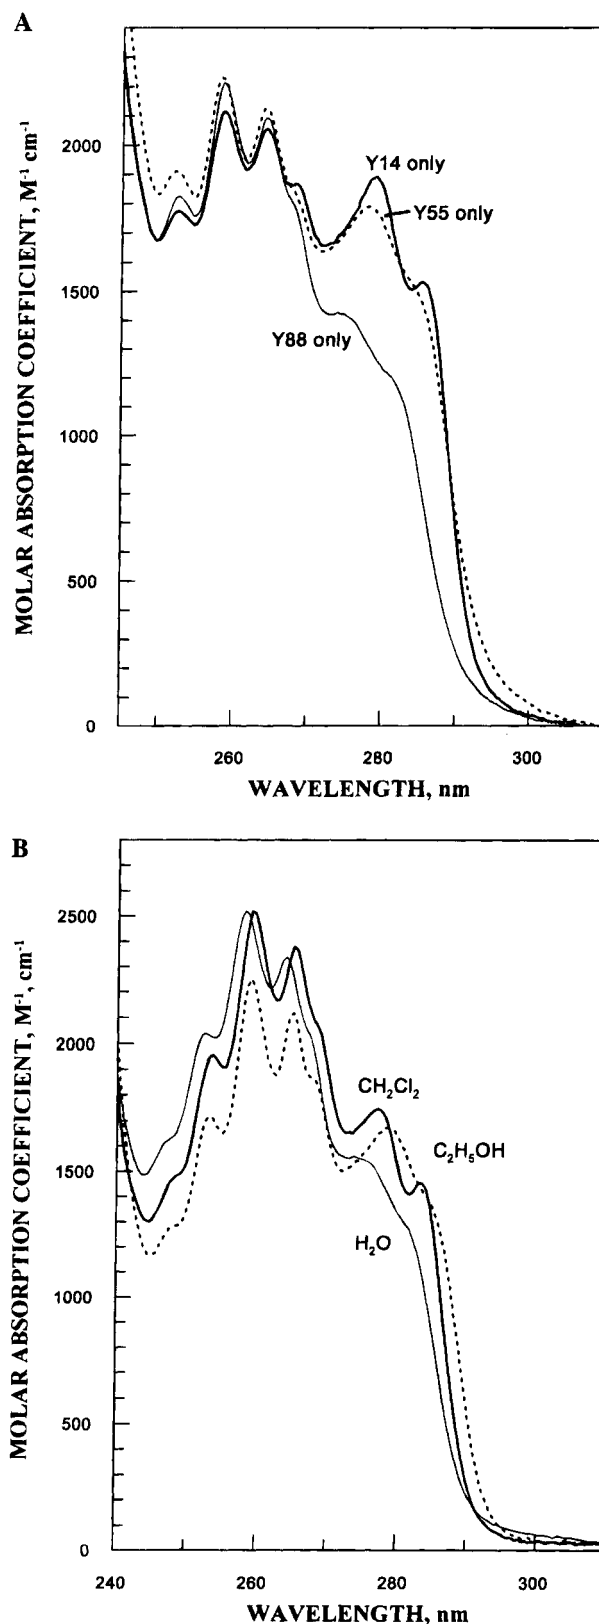 A
MOLAR ABSORPTION COEFFICIENT, M⁻¹ cm⁻¹
2000
1500
1000
500
0
Y14 only
Y55 only
Y88 only
260
280
300
WAVELENGTH, nm
B
MOLAR ABSORPTION COEFFICIENT, M⁻¹, cm⁻¹
2500
2000
1500
1000
500
0
CH₂Cl₂
C₂H₅OH
H₂O
240
260
280
300
WAVELENGTH, nm